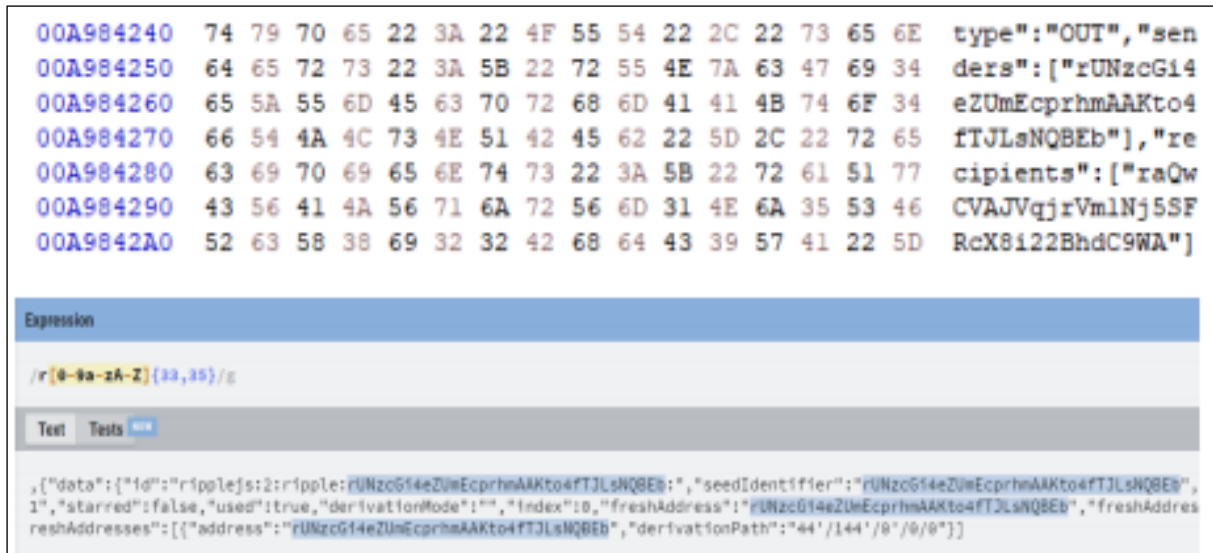 00A984240 74 79 70 65 22 3A 22 4F 55 54 22 2C 22 73 65 6E type":"OUT","sen
00A984250 64 65 72 73 22 3A 5B 22 72 55 4E 7A 63 47 69 34 ders":["rUNzcGi4
00A984260 65 5A 55 6D 45 63 70 72 68 6D 41 41 4B 74 6F 34 eZUmEcprhmAAKto4
00A984270 66 54 4A 4C 73 4E 51 42 45 62 22 5D 2C 22 72 65 fTJLsNQBEb"],"re
00A984280 63 69 70 69 65 6E 74 73 22 3A 5B 22 72 61 51 77 cipients":["raQw
00A984290 43 56 41 4A 56 71 6A 72 56 6D 31 4E 6A 35 53 46 CVAJVqjrVm1Nj5SF
00A9842A0 52 63 58 38 69 32 32 42 68 64 43 39 57 41 22 5D RcX8i22BhdC9WA"]
Expression
/r[0-9a-zA-Z]{33,35}/g
Text Tests NEW
,{"data":{"id":"ripplejs:2:ripple:rUNzcGi4eZUmEcprhmAAKto4fTJLsNQBEb:","seedIdentifier":"rUNzcGi4eZUmEcprhmAAKto4fTJLsNQBEb",
1","starred":false,"used":true,"derivationMode":"","index":0,"freshAddress":"rUNzcGi4eZUmEcprhmAAKto4fTJLsNQBEb","freshAddres
reshAddresses":[{"address":"rUNzcGi4eZUmEcprhmAAKto4fTJLsNQBEb","derivationPath":"44'/144'/0'/0/0"}]